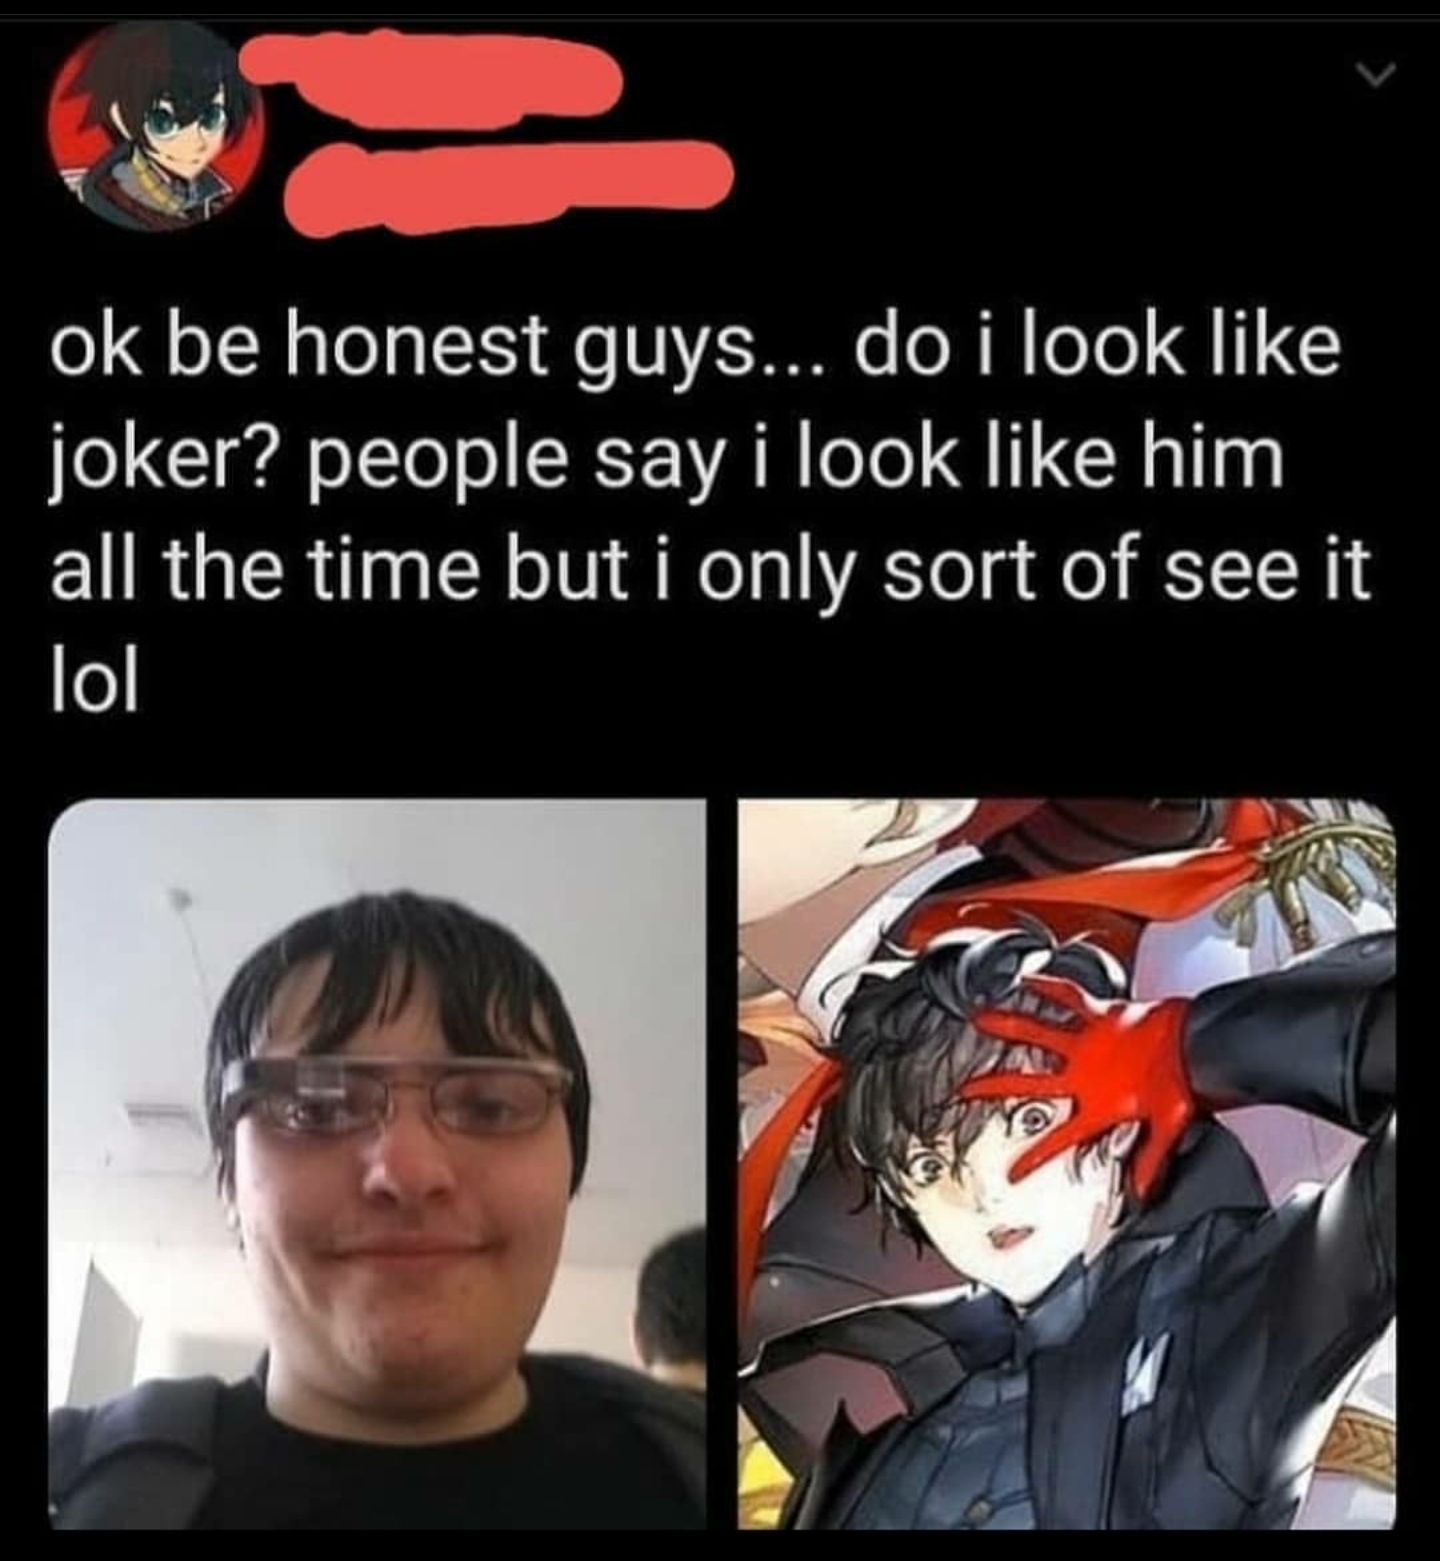 ok be honest guys... do i look like
joker? people say i look like him
all the time but i only sort of see it
lol